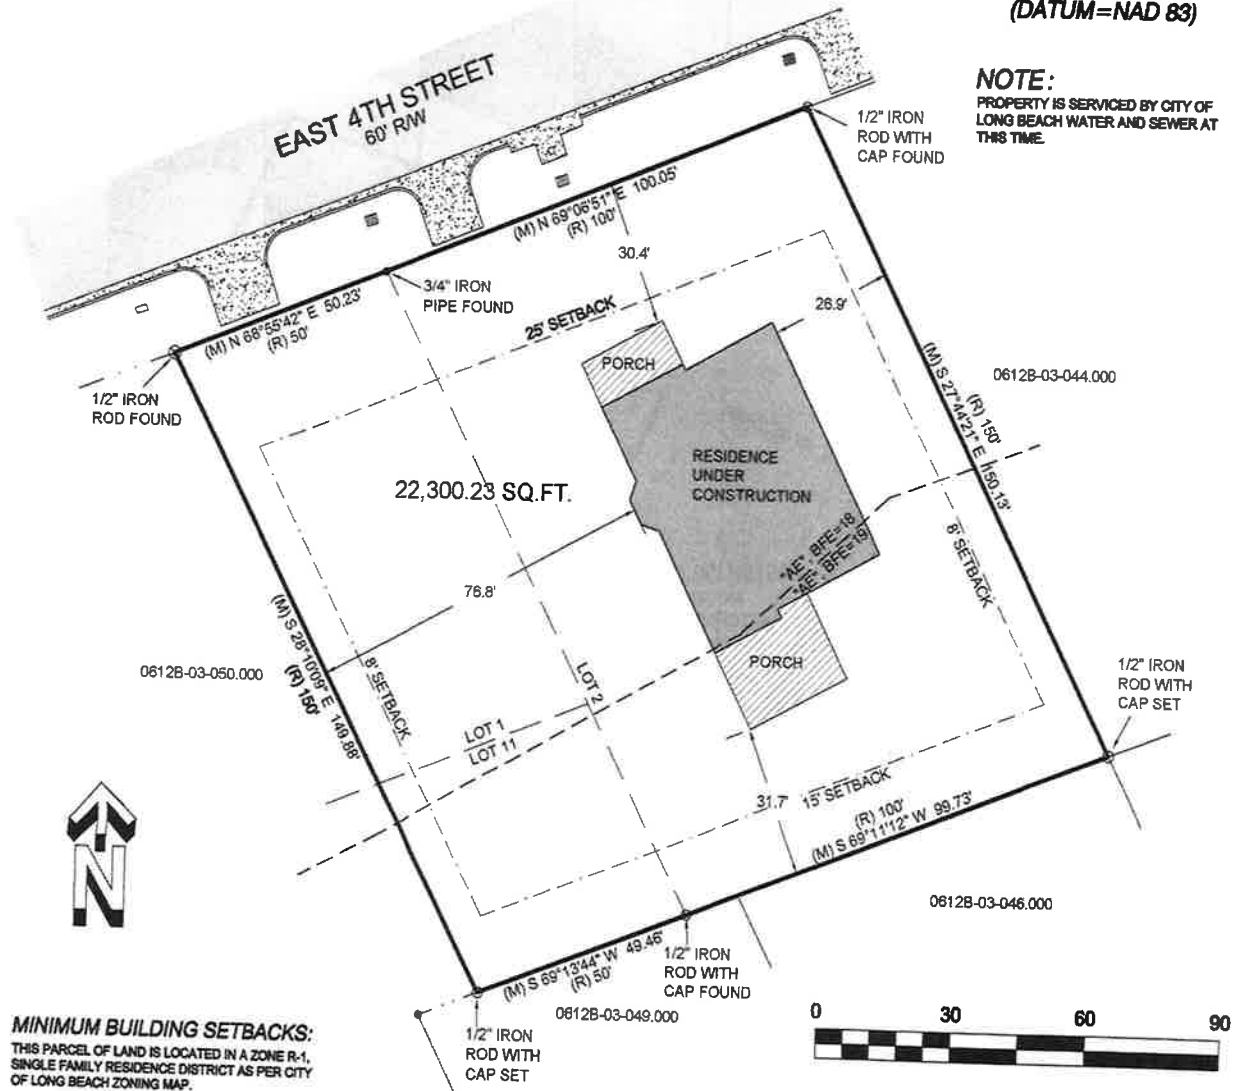 (DATUM=NAD 83)
NOTE:
PROPERTY IS SERVICED BY CITY OF
LONG BEACH WATER AND SEWER AT
THIS TIME.
EAST 4TH STREET
60' R/W
1/2" IRON
ROD WITH
CAP FOUND
(M) N 69°06'51" E 100.05'
(R) 100'
30.4'
3/4" IRON
PIPE FOUND
(M) N 68°55'42" E 50.23'
(R) 50'
25' SETBACK
26.9'
PORCH
1/2" IRON
ROD FOUND
0612B-03-044.000
(R) 150'
(M) S 27°44'21" E 150.13'
RESIDENCE
UNDER
CONSTRUCTION
22,300.23 SQ.FT.
"AE", BFE=18
"AE", BFE=19
8' SETBACK
76.8'
(M) S 28°10'09" E 149.88'
(R) 150'
0612B-03-050.000
8' SETBACK
LOT 2
PORCH
LOT 1
LOT 11
1/2" IRON
ROD WITH
CAP SET
31.7'
15' SETBACK
(R) 100'
(M) S 69°11'12" W 99.73'
N
0612B-03-046.000
(M) S 69°13'44" W 49.46'
(R) 50'
1/2" IRON
ROD WITH
CAP FOUND
0612B-03-049.000
1/2" IRON
ROD WITH
CAP SET
0 30 60 90
MINIMUM BUILDING SETBACKS:
THIS PARCEL OF LAND IS LOCATED IN A ZONE R-1,
SINGLE FAMILY RESIDENCE DISTRICT AS PER CITY
OF LONG BEACH ZONING MAP.